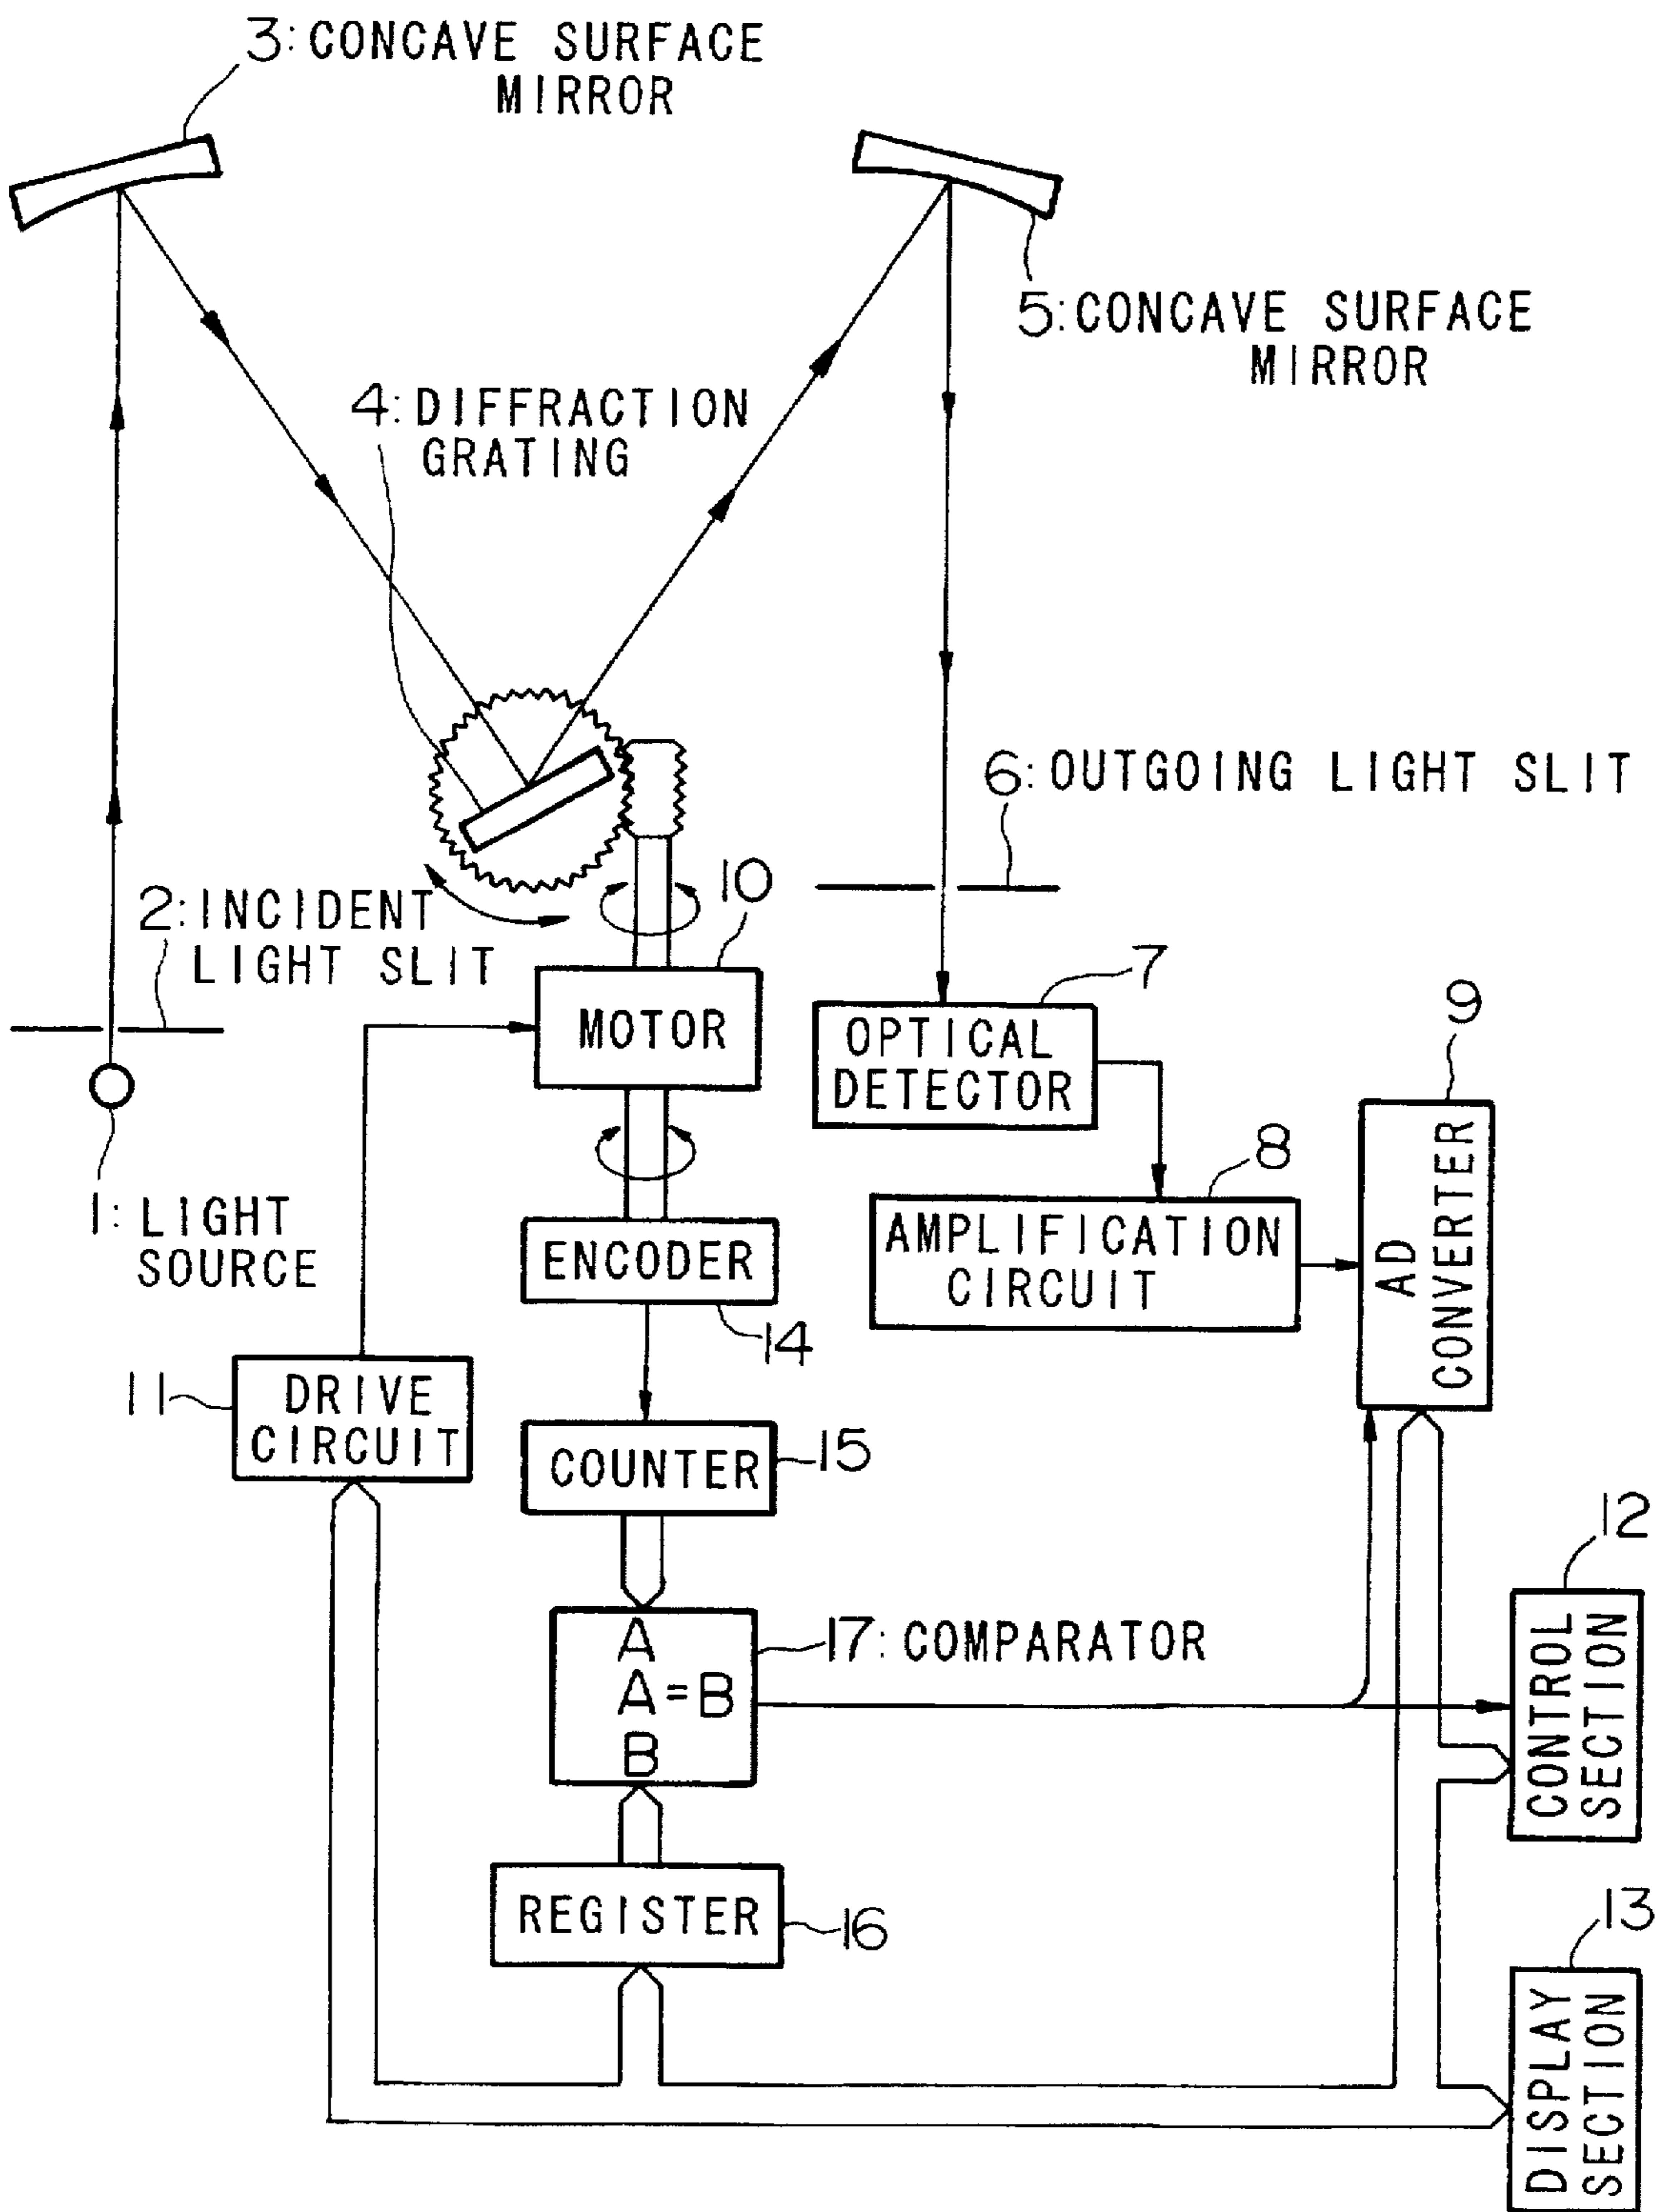 3: CONCAVE SURFACE
MIRROR
5: CONCAVE SURFACE
MIRROR
4: DIFFRACTION
GRATING
6: OUTGOING LIGHT SLIT
2: INCIDENT
LIGHT SLIT
10
MOTOR
7
OPTICAL
DETECTOR
9
AD
CONVERTER
8
AMPLIFICATION
CIRCUIT
1: LIGHT
SOURCE
ENCODER
14
11
DRIVE
CIRCUIT
COUNTER
15
12
CONTROL
SECTION
A
A=B
B
17: COMPARATOR
REGISTER
16
13
DISPLAY
SECTION